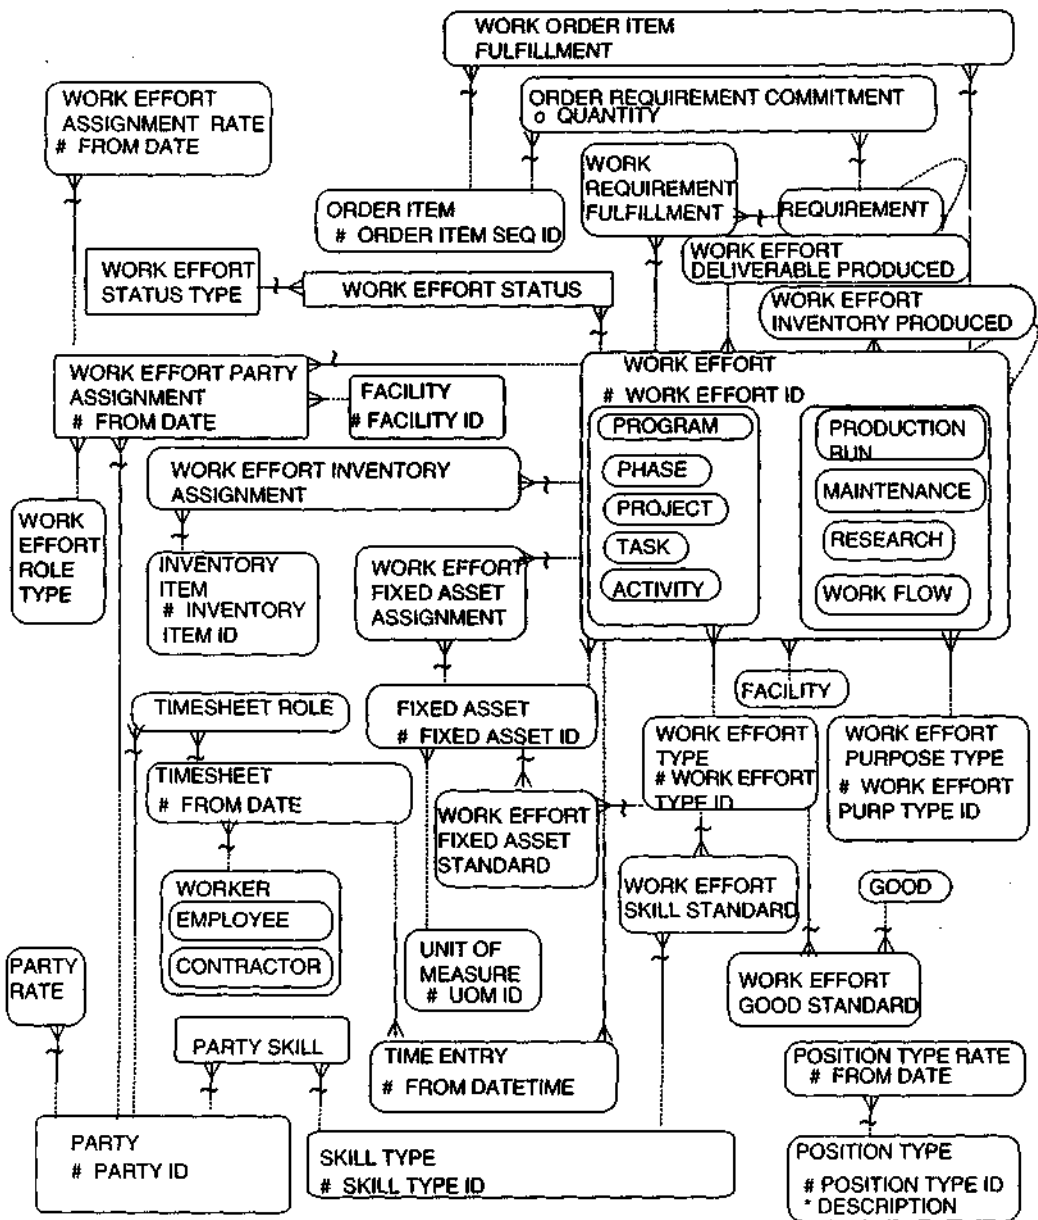 WORK ORDER ITEM
FULFILLMENT
WORK EFFORT
ASSIGNMENT RATE
# FROM DATE
ORDER REQUIREMENT COMMITMENT
o QUANTITY
WORK
REQUIREMENT
FULFILLMENT
ORDER ITEM
# ORDER ITEM SEQ ID
REQUIREMENT
WORK EFFORT
DELIVERABLE PRODUCED
WORK EFFORT
STATUS TYPE
WORK EFFORT STATUS
WORK EFFORT
INVENTORY PRODUCED
WORK EFFORT PARTY
ASSIGNMENT
# FROM DATE
FACILITY
# FACILITY ID
WORK EFFORT
# WORK EFFORT ID
PROGRAM
PHASE
PROJECT
TASK
ACTIVITY
PRODUCTION
RUN
MAINTENANCE
RESEARCH
WORK FLOW
WORK EFFORT INVENTORY
ASSIGNMENT
WORK
EFFORT
ROLE
TYPE
INVENTORY
ITEM
# INVENTORY
ITEM ID
WORK EFFORT
FIXED ASSET
ASSIGNMENT
FACILITY
TIMESHEET ROLE
FIXED ASSET
# FIXED ASSET ID
WORK EFFORT
TYPE
# WORK EFFORT
TYPE ID
WORK EFFORT
PURPOSE TYPE
# WORK EFFORT
PURP TYPE ID
TIMESHEET
# FROM DATE
WORK EFFORT
FIXED ASSET
STANDARD
WORKER
EMPLOYEE
CONTRACTOR
WORK EFFORT
SKILL STANDARD
GOOD
PARTY
RATE
UNIT OF
MEASURE
# UOM ID
WORK EFFORT
GOOD STANDARD
PARTY SKILL
TIME ENTRY
# FROM DATETIME
POSITION TYPE RATE
# FROM DATE
PARTY
# PARTY ID
SKILL TYPE
# SKILL TYPE ID
POSITION TYPE
# POSITION TYPE ID
* DESCRIPTION